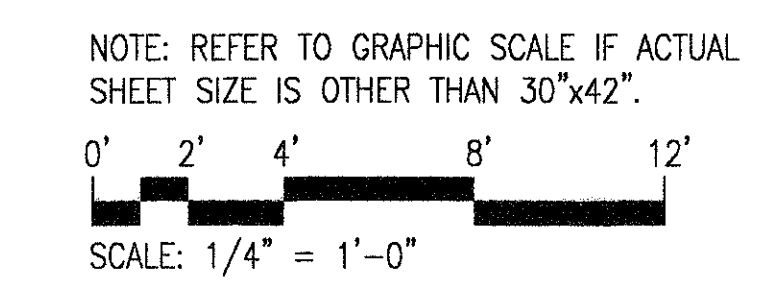 NOTE: REFER TO GRAPHIC SCALE IF ACTUAL
SHEET SIZE IS OTHER THAN 30"x42".
0' 2' 4' 8' 12'
SCALE: 1/4" = 1'-0"